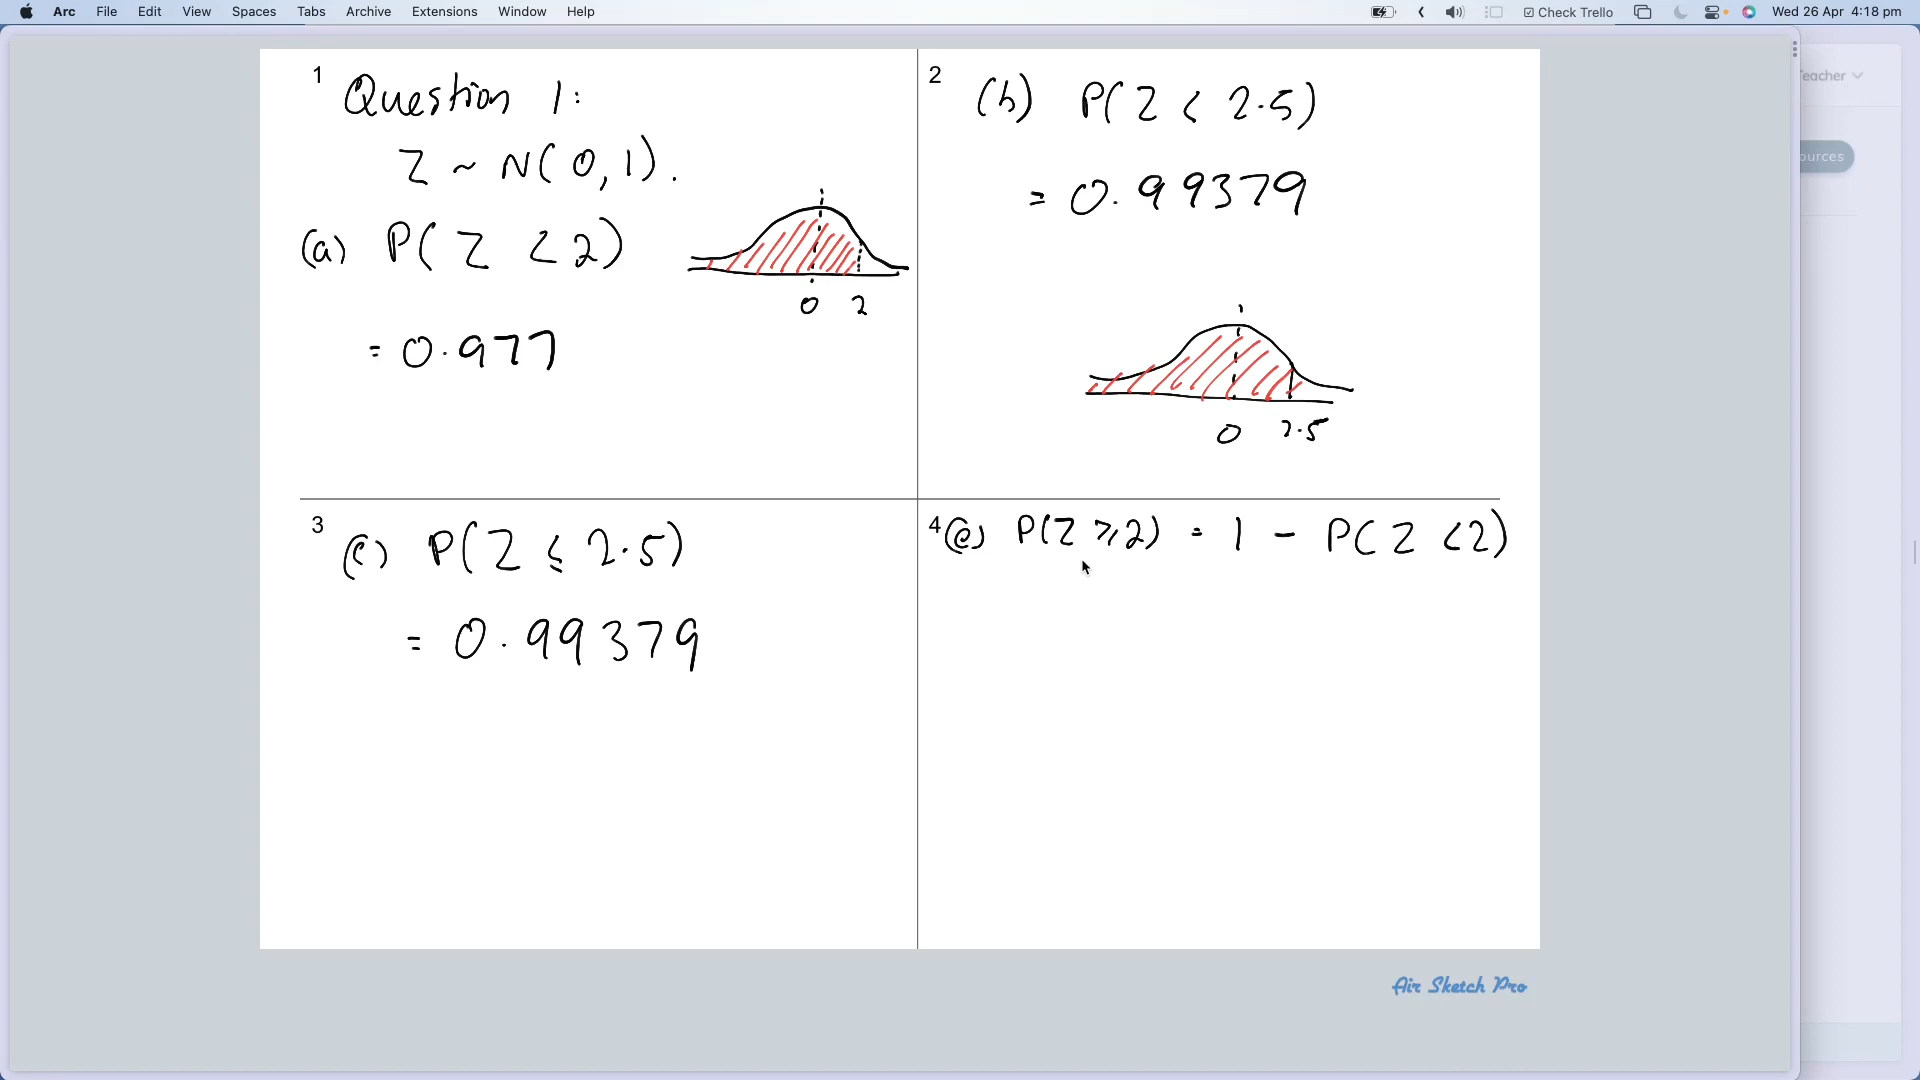 Arc File Edit View Spaces Tabs Archive Extensions Window Help Check Trello Wed 26 Apr 4:18 pm
1
Question 1:
Z ~ N(0,1).
(a) P(Z < 2)
0 2
= 0.977
2
(b) P(Z < 2.5)
= 0.99379
0 2.5
3
(c) P(Z ≤ 2.5)
= 0.99379
4
(e) P(Z ≥ 2) = 1 - P(Z < 2)
Air Sketch Pro